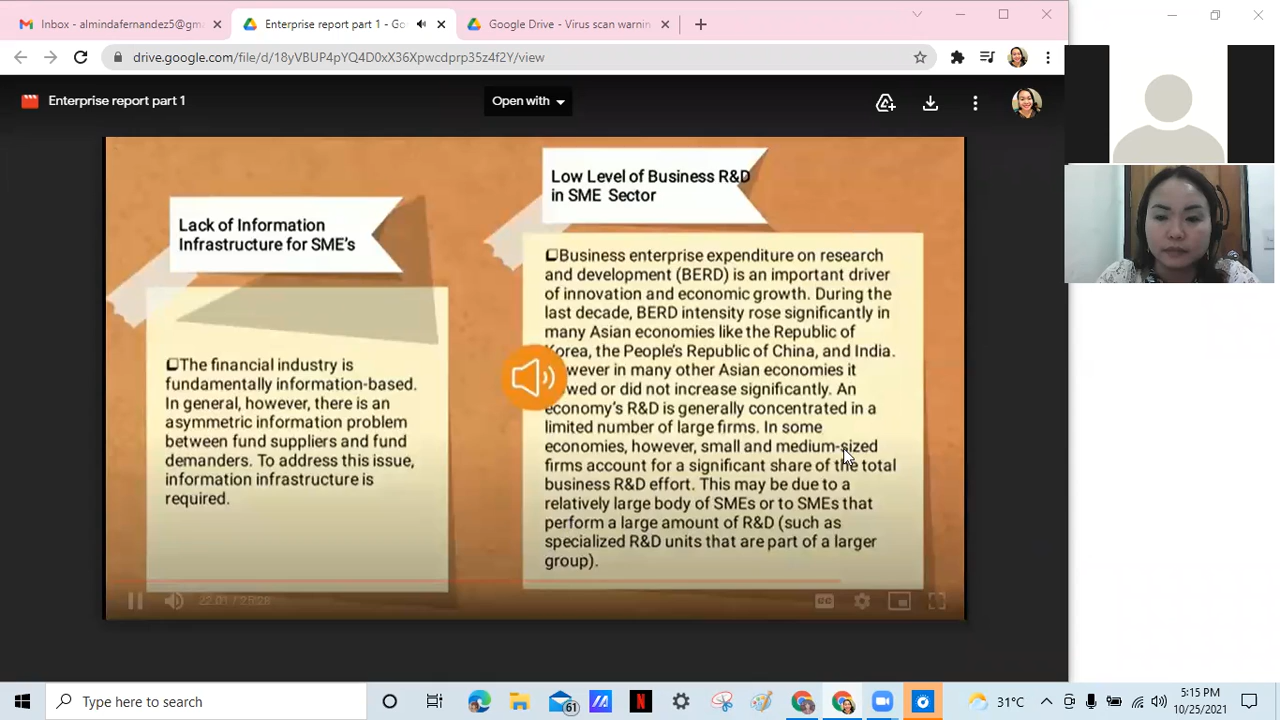 Inbox - almindafernandez5@gm
Enterprise report part 1 - Go
Google Drive - Virus scan warnin
drive.google.com/file/d/18yVBUP4pYQ4D0xX36Xpwcdprp35z4f2Y/view
Enterprise report part 1
Open with
Lack of Information
Infrastructure for SME's
❑The financial industry is
fundamentally information-based.
In general, however, there is an
asymmetric information problem
between fund suppliers and fund
demanders. To address this issue,
information infrastructure is
required.
Low Level of Business R&D
in SME Sector
❑Business enterprise expenditure on research
and development (BERD) is an important driver
of innovation and economic growth. During the
last decade, BERD intensity rose significantly in
many Asian economies like the Republic of
Korea, the People's Republic of China, and India.
However in many other Asian economies it
or did not increase significantly. An
economy's R&D is generally concentrated in a
limited number of large firms. In some
economies, however, small and medium-sized
firms account for a significant share of the total
business R&D effort. This may be due to a
relatively large body of SMEs or to SMEs that
perform a large amount of R&D (such as
specialized R&D units that are part of a larger
group).
CC
Type here to search
61
N
31°C
5:15 PM
10/25/2021